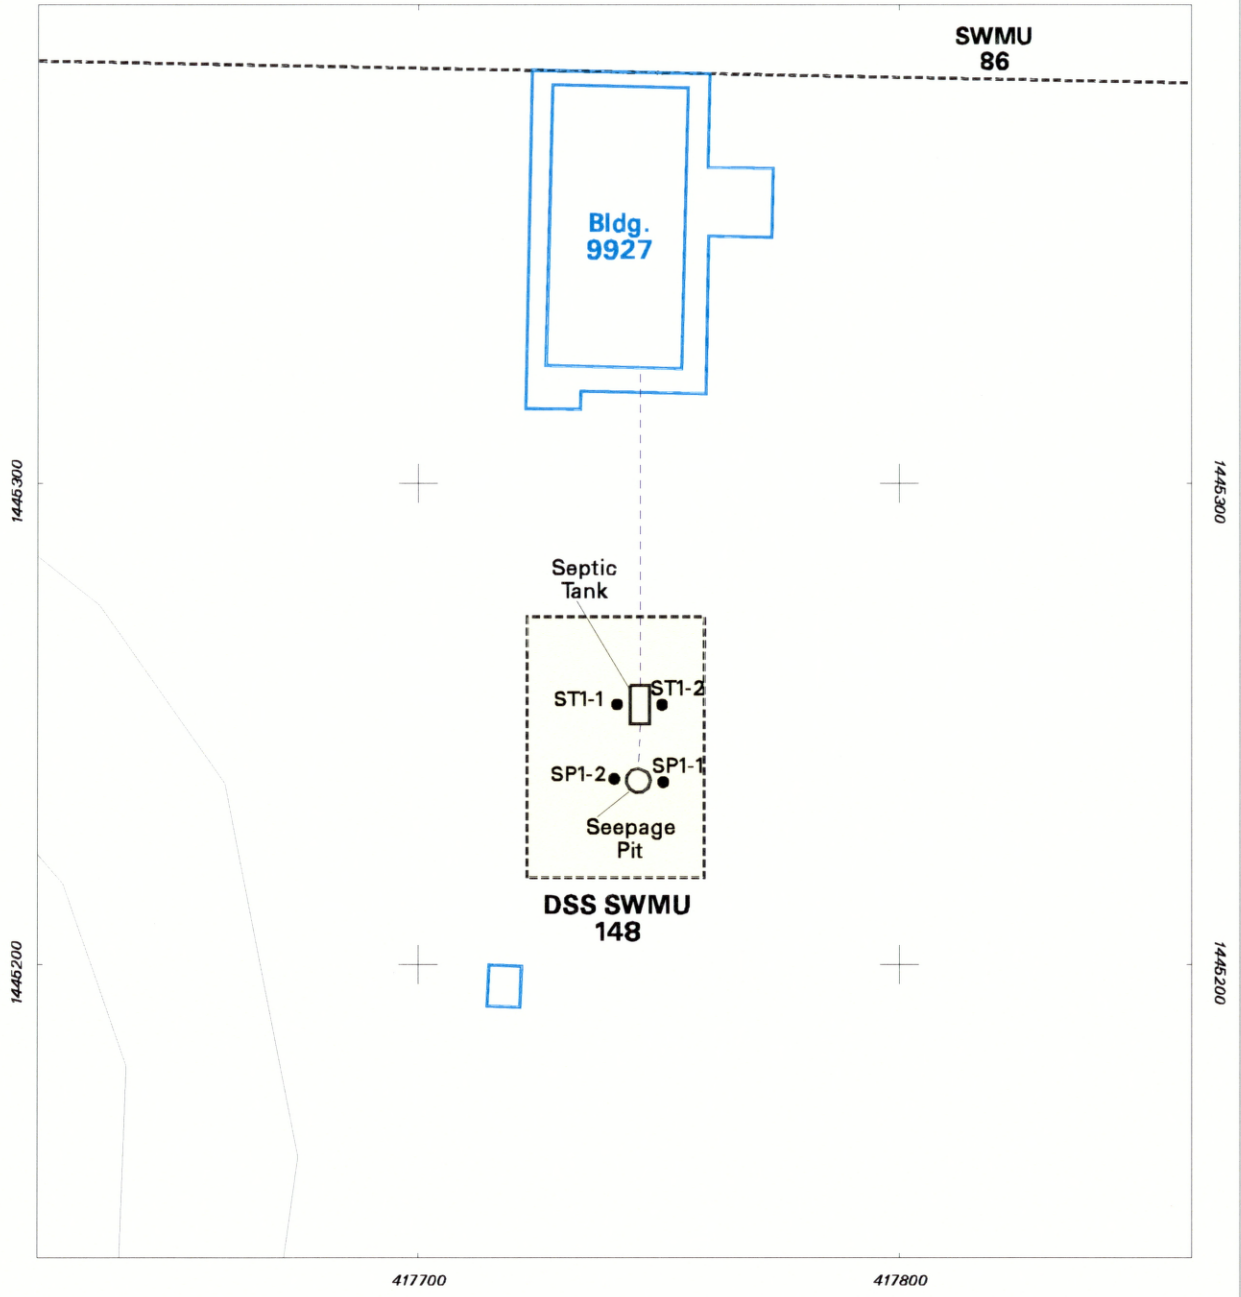 SWMU
86
Bldg.
9927
1445300
1445300
Septic
Tank
ST1-1
ST1-2
SP1-2
SP1-1
Seepage
Pit
DSS SWMU
148
1445200
1445200
417700
417800